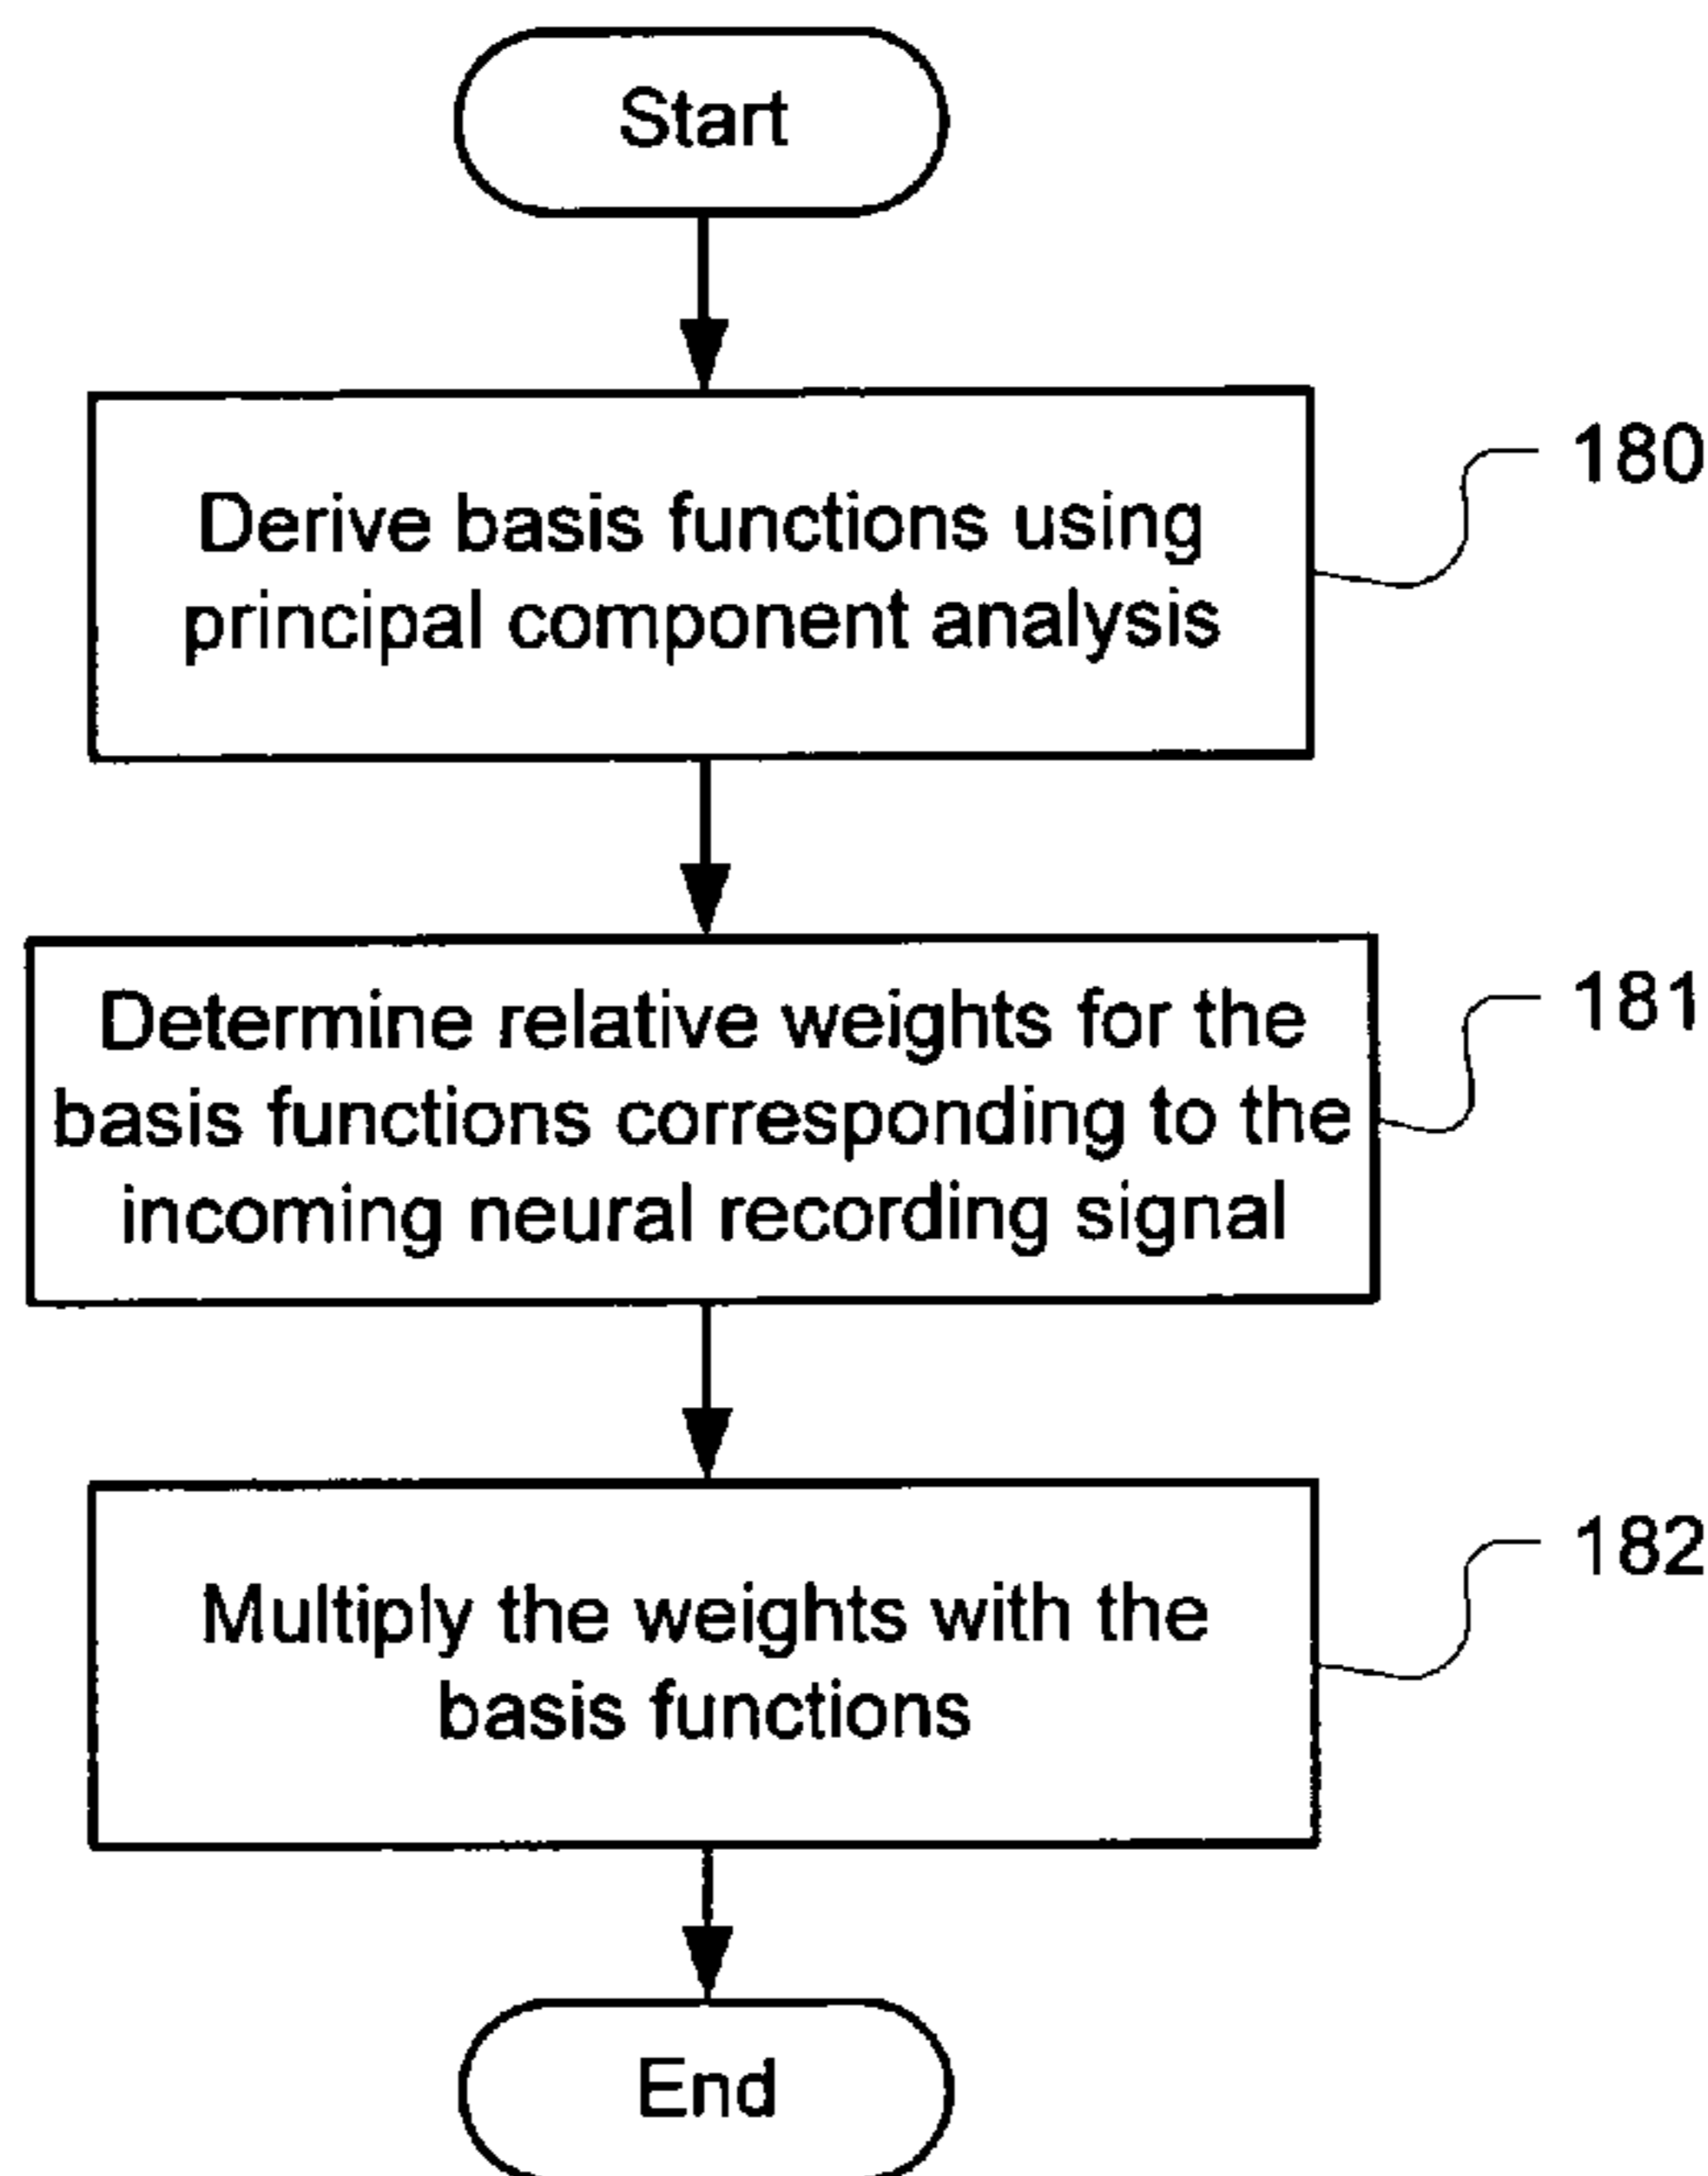 Start
Derive basis functions using
principal component analysis
180
Determine relative weights for the
basis functions corresponding to the
incoming neural recording signal
181
Multiply the weights with the
basis functions
182
End